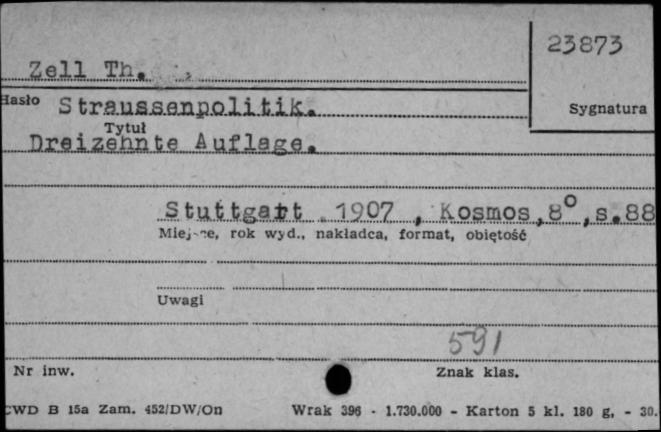 23873
Zell Th.
Hasło Straussenpolitik.
Sygnatura
Tytuł
Dreizehnte Auflage.
Stuttgart 1907, Kosmos, 8°, s. 88
Miejsce, rok wyd., nakładca, format, obiętość
Uwagi
591
Nr inw. Znak klas.
CWD B 15a Zam. 452/DW/On Wrak 396 - 1.730.000 - Karton 5 kl. 180 g, - 30.